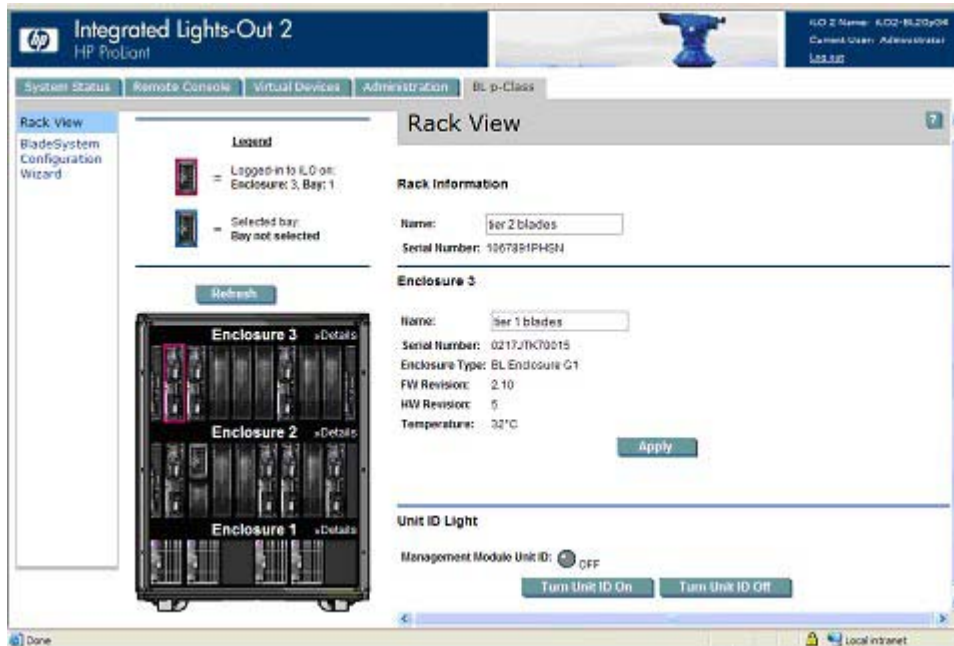 hp
Integrated Lights-Out 2
HP ProLiant
iLO 2 Name: ILO2-BL20pG4
Current User: Administrator
Log out
System Status
Remote Console
Virtual Devices
Administration
BL p-Class
Rack View
BladeSystem
Configuration
Wizard
Legend
= Logged-in to iLO on:
Enclosure: 3, Bay: 1
= Selected bay:
Bay not selected
Refresh
Enclosure 3 »Details
Enclosure 2 »Details
Enclosure 1 »Details
Rack View
?
Rack Information
Name: tier 2 blades
Serial Number: 1067891PHSN
Enclosure 3
Name: tier 1 blades
Serial Number: 0217JTK70015
Enclosure Type: BL Enclosure G1
FW Revision: 2.10
HW Revision: 5
Temperature: 32°C
Apply
Unit ID Light
Management Module Unit ID: OFF
Turn Unit ID On
Turn Unit ID Off
Done
Local intranet